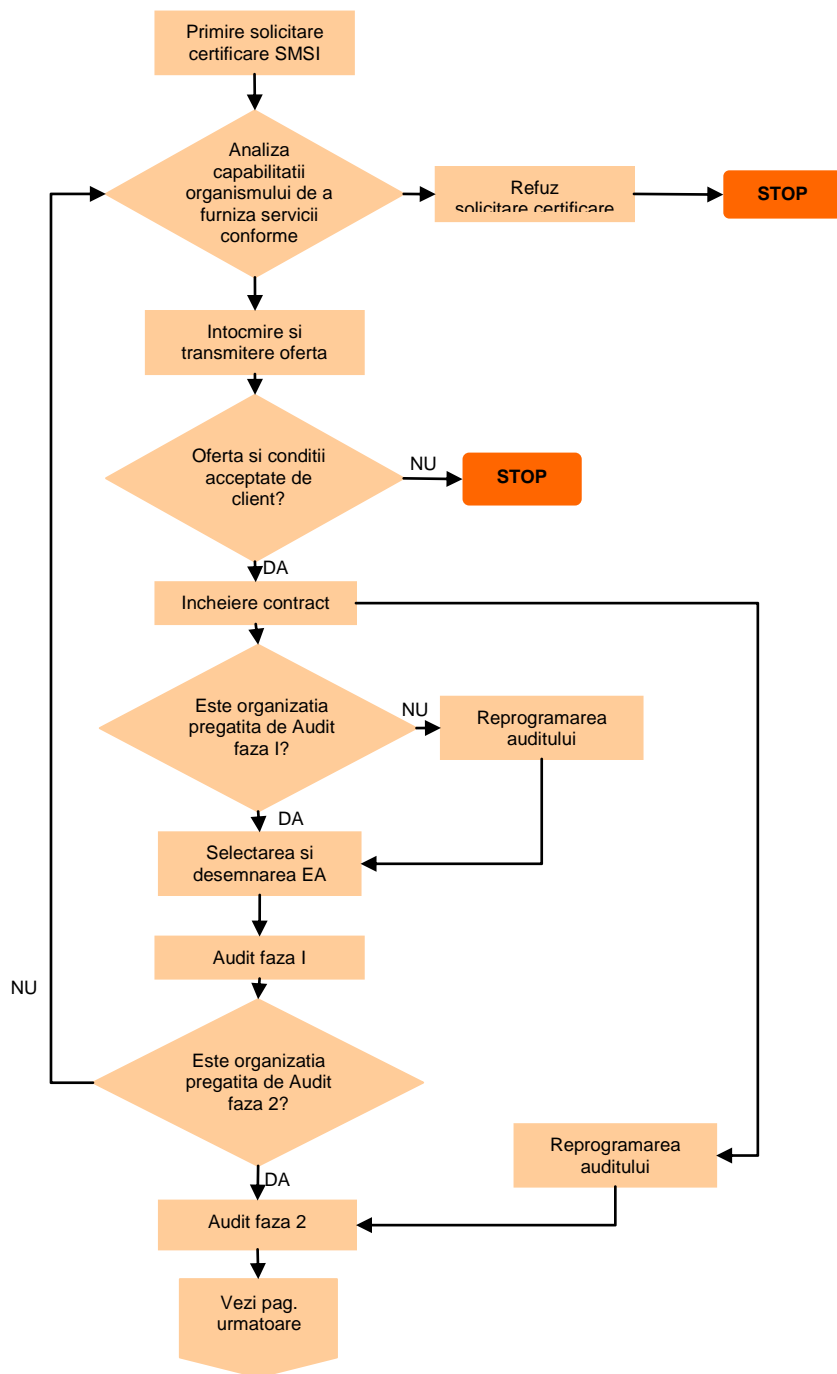 Primire solicitare
certificare SMSI
Analiza
capabilitatii
organismului de a
furniza servicii
conforme
Refuz
solicitare certificare
STOP
Intocmire si
transmitere oferta
Oferta si conditii
acceptate de
client?
NU
STOP
DA
Incheiere contract
Este organizatia
pregatita de Audit
faza I?
NU
Reprogramarea
auditului
DA
Selectarea si
desemnarea EA
Audit faza I
NU
Este organizatia
pregatita de Audit
faza 2?
Reprogramarea
auditului
DA
Audit faza 2
Vezi pag.
urmatoare